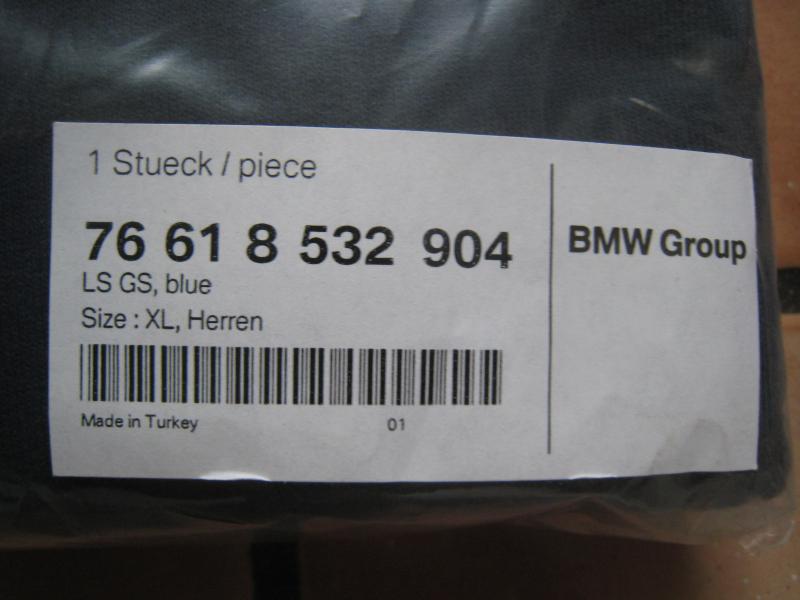 1 Stueck / piece
76 61 8 532 904
LS GS, blue
Size : XL, Herren
Made in Turkey 01
BMW Group